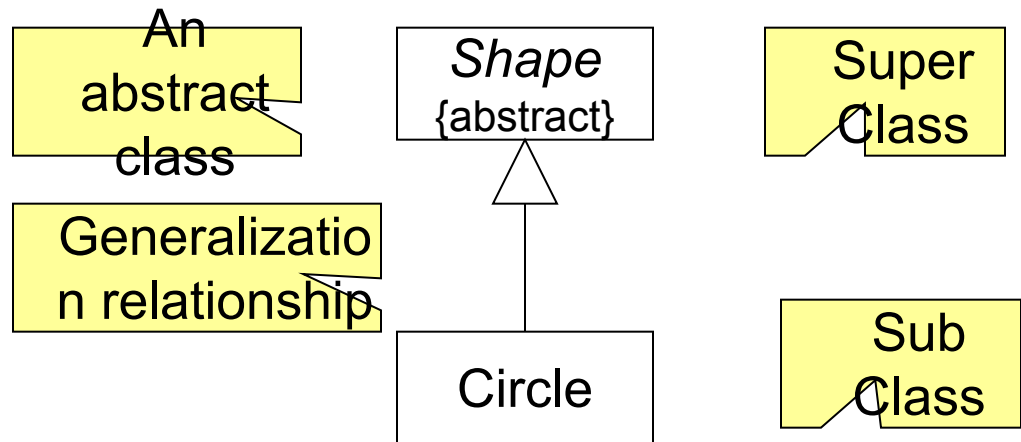 An
abstract
class
Shape
{abstract}
Super
Class
Generalizatio
n relationship
Circle
Sub
Class